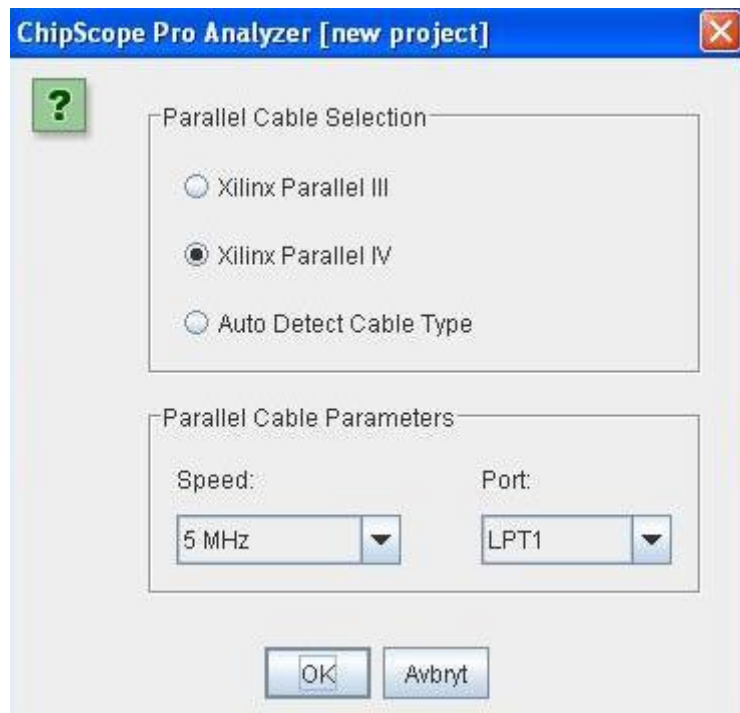 ChipScope Pro Analyzer [new project]
?
Parallel Cable Selection
Xilinx Parallel III
Xilinx Parallel IV
Auto Detect Cable Type
Parallel Cable Parameters
Speed: Port:
5 MHz LPT1
OK Avbryt